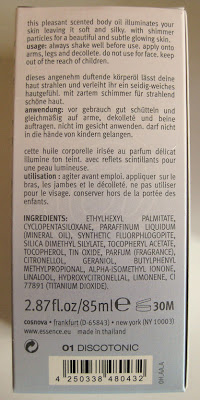 this pleasant scented body oil illuminates your
skin leaving it soft and silky, with shimmer
particles for a beautiful and subtle glowing skin.
usage: always shake well before use. apply onto
arms, legs and decollete. do not use for face. keep
out of the reach of children.
dieses angenehm duftende körperöl lässt deine
haut strahlen und verleiht ihr ein seidig-weiches
hautgefühl. mit zartem schimmer für strahlend
schöne haut.
anwendung: vor gebrauch gut schütteln und
gleichmäßig auf arme, dekolleté und beine
auftragen. nicht im gesicht anwenden. darf nicht
in die hände von kindern gelangen.
cette huile corporelle irisée au parfum délicat
illumine ton teint. avec reflets scintillants pour
une peau lumineuse.
utilisation : agiter avant emploi. appliquer sur le
bras, les jambes et le décolleté. ne pas utiliser
pour le visage. conserver hors de la portée des
enfants.
INGREDIENTS: ETHYLHEXYL PALMITATE,
CYCLOPENTASILOXANE, PARAFFINUM LIQUIDUM
(MINERAL OIL), SYNTHETIC FLUORPHLOGOPITE,
SILICA DIMETHYL SILYLATE, TOCOPHERYL ACETATE,
TOCOPHEROL, TIN OXIDE, PARFUM (FRAGRANCE),
CITRONELLOL, GERANIOL, BUTYLPHENYL
METHYLPROPIONAL, ALPHA-ISOMETHYL IONONE,
LINALOOL, HYDROXYCITRONELLAL, LIMONENE, CI
77891 (TITANIUM DIOXIDE).
2.87fl.oz/85ml e 30M
cosnova • frankfurt (D-65843) • new york (NY 10003)
www.essence.eu made in germany
01 DISCOTONIC
4 250338 480432